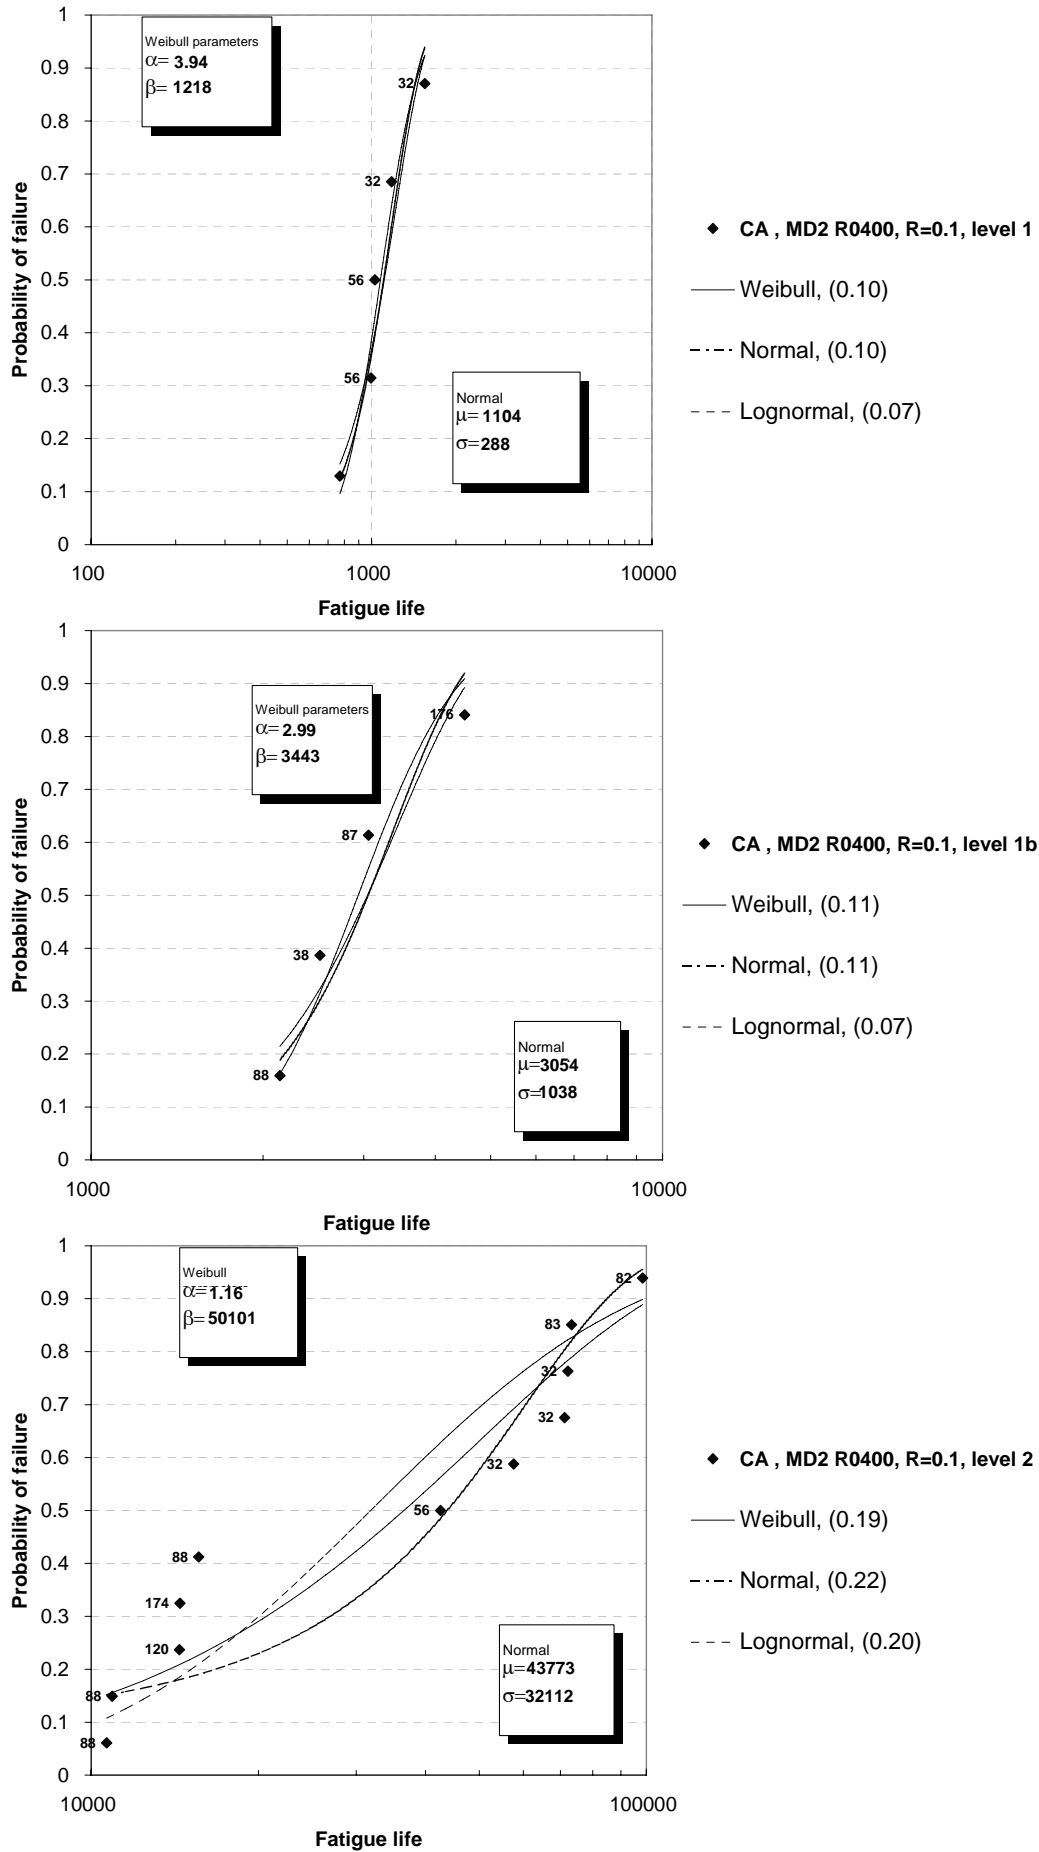 1
0.9
0.8
0.7
0.6
0.5
0.4
0.3
0.2
0.1
0
Probability of failure
Weibull parameters
α= 3.94
β= 1218
32
32
56
56
Normal
μ= 1104
σ= 288
100
1000
10000
Fatigue life
CA , MD2 R0400, R=0.1, level 1
Weibull, (0.10)
Normal, (0.10)
Lognormal, (0.07)
1
0.9
0.8
0.7
0.6
0.5
0.4
0.3
0.2
0.1
0
Probability of failure
Weibull parameters
α= 2.99
β= 3443
176
87
38
88
Normal
μ=3054
σ=1038
1000
10000
Fatigue life
CA , MD2 R0400, R=0.1, level 1b
Weibull, (0.11)
Normal, (0.11)
Lognormal, (0.07)
1
0.9
0.8
0.7
0.6
0.5
0.4
0.3
0.2
0.1
0
Probability of failure
Weibull
α=1.16
β= 50101
82
83
32
32
32
56
88
174
120
88
88
Normal
μ=43773
σ=32112
10000
100000
Fatigue life
CA , MD2 R0400, R=0.1, level 2
Weibull, (0.19)
Normal, (0.22)
Lognormal, (0.20)